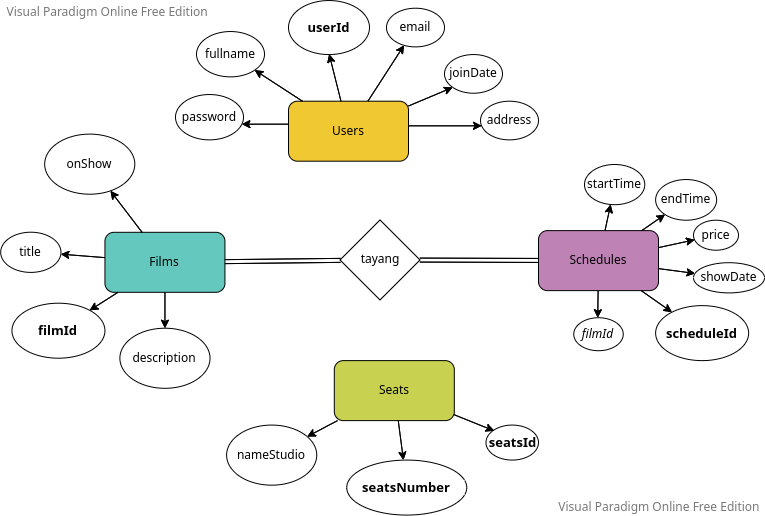 Visual Paradigm Online Free Edition
userId
email
fullname
joinDate
password
address
Users
onShow
startTime
endTime
title
Films
tayang
Schedules
price
showDate
filmId
description
filmId
scheduleId
Seats
nameStudio
seatsId
seatsNumber
Visual Paradigm Online Free Edition